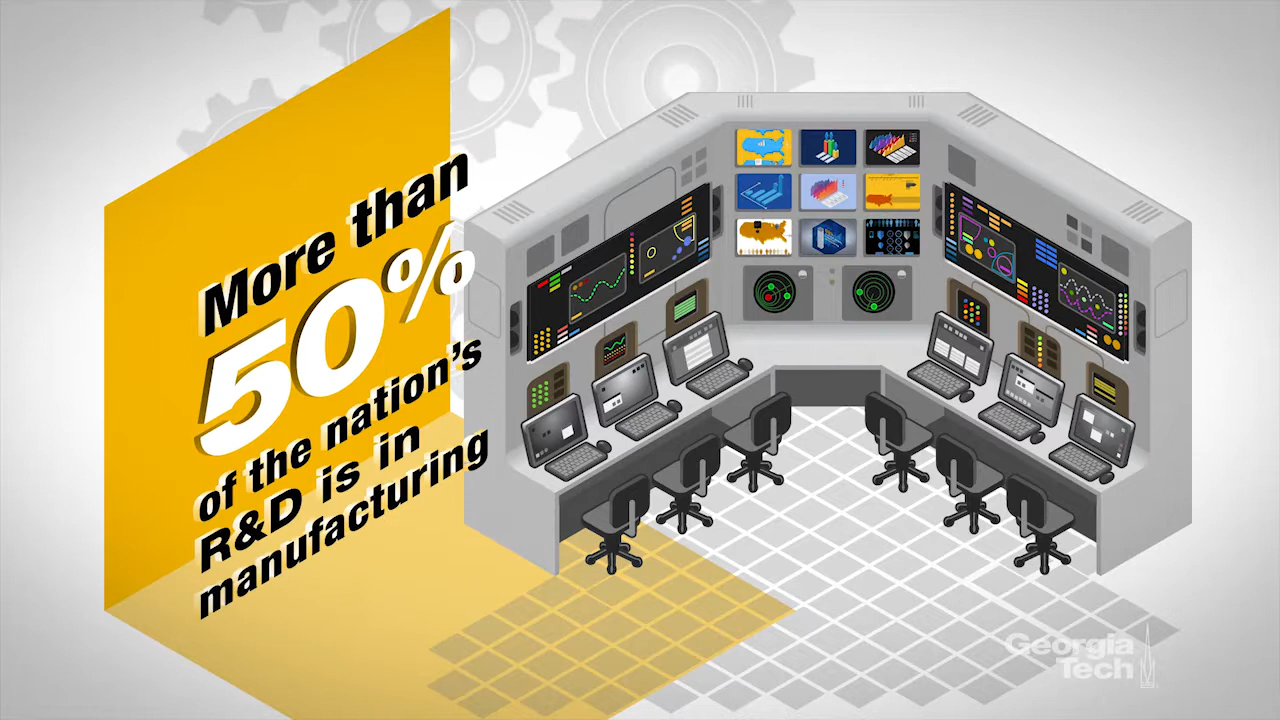 More than
50%
of the nation's
R&D is in
manufacturing
Georgia
Tech